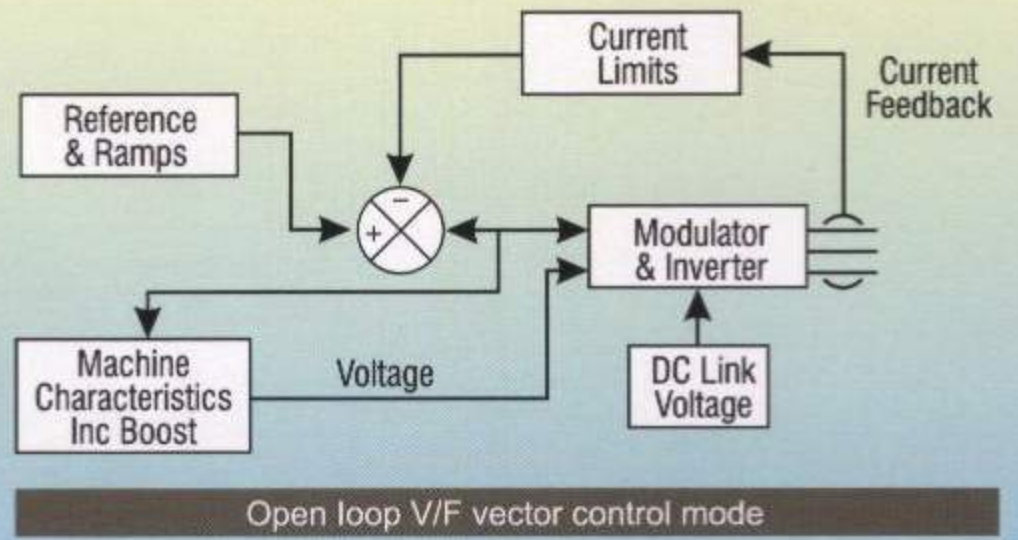 Current
Limits
Current
Feedback
Reference
& Ramps
−
+
Modulator
& Inverter
Machine
Characteristics
Inc Boost
Voltage
DC Link
Voltage
Open loop V/F vector control mode